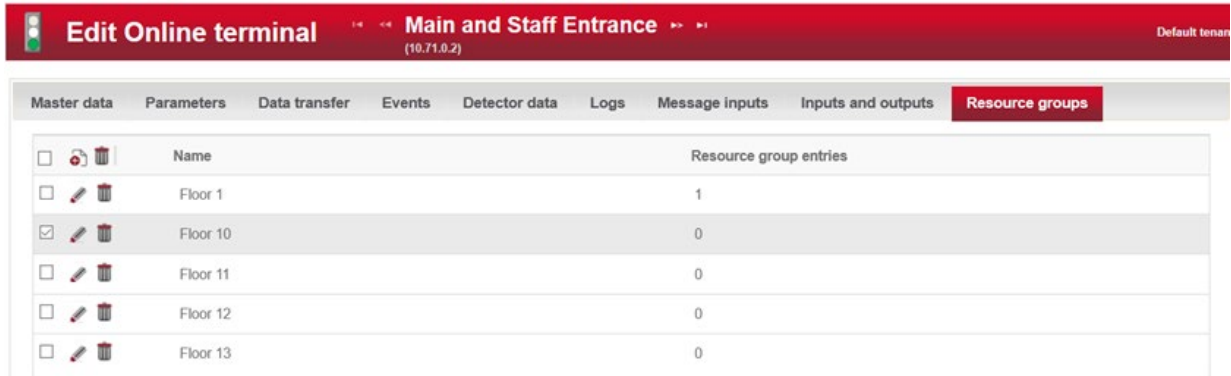 Edit Online terminal Main and Staff Entrance
(10.71.0.2) Default tenan
Master data Parameters Data transfer Events Detector data Logs Message inputs Inputs and outputs Resource groups
Name Resource group entries
Floor 1 1
Floor 10 0
Floor 11 0
Floor 12 0
Floor 13 0